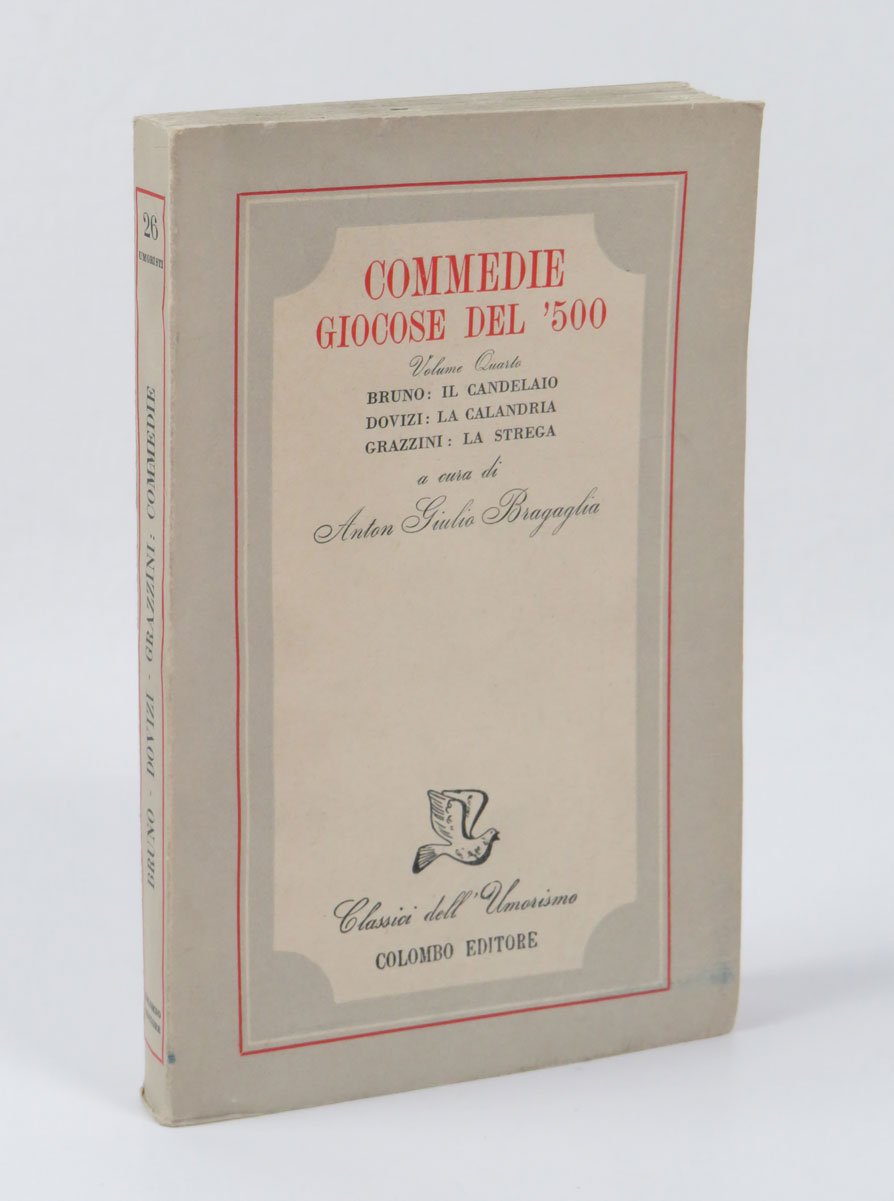 COMMEDIE
GIOCOSE DEL '500
Volume Quarto
BRUNO: IL CANDELAIO
DOVIZI: LA CALANDRIA
GRAZZINI: LA STREGA
a cura di
Anton Giulio Bragaglia
Classici dell'Umorismo
COLOMBO EDITORE
26
UMORISTI
BRUNO - DOVIZI - GRAZZINI: COMMEDIE